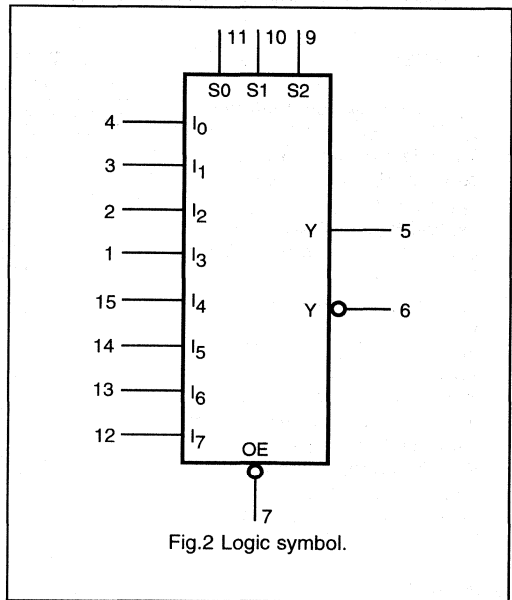 11 10 9
S0 S1 S2
4 I0
3 I1
2 I2
Y 5
1 I3
15 I4
Y 6
14 I5
13 I6
12 I7
OE
7
Fig.2 Logic symbol.